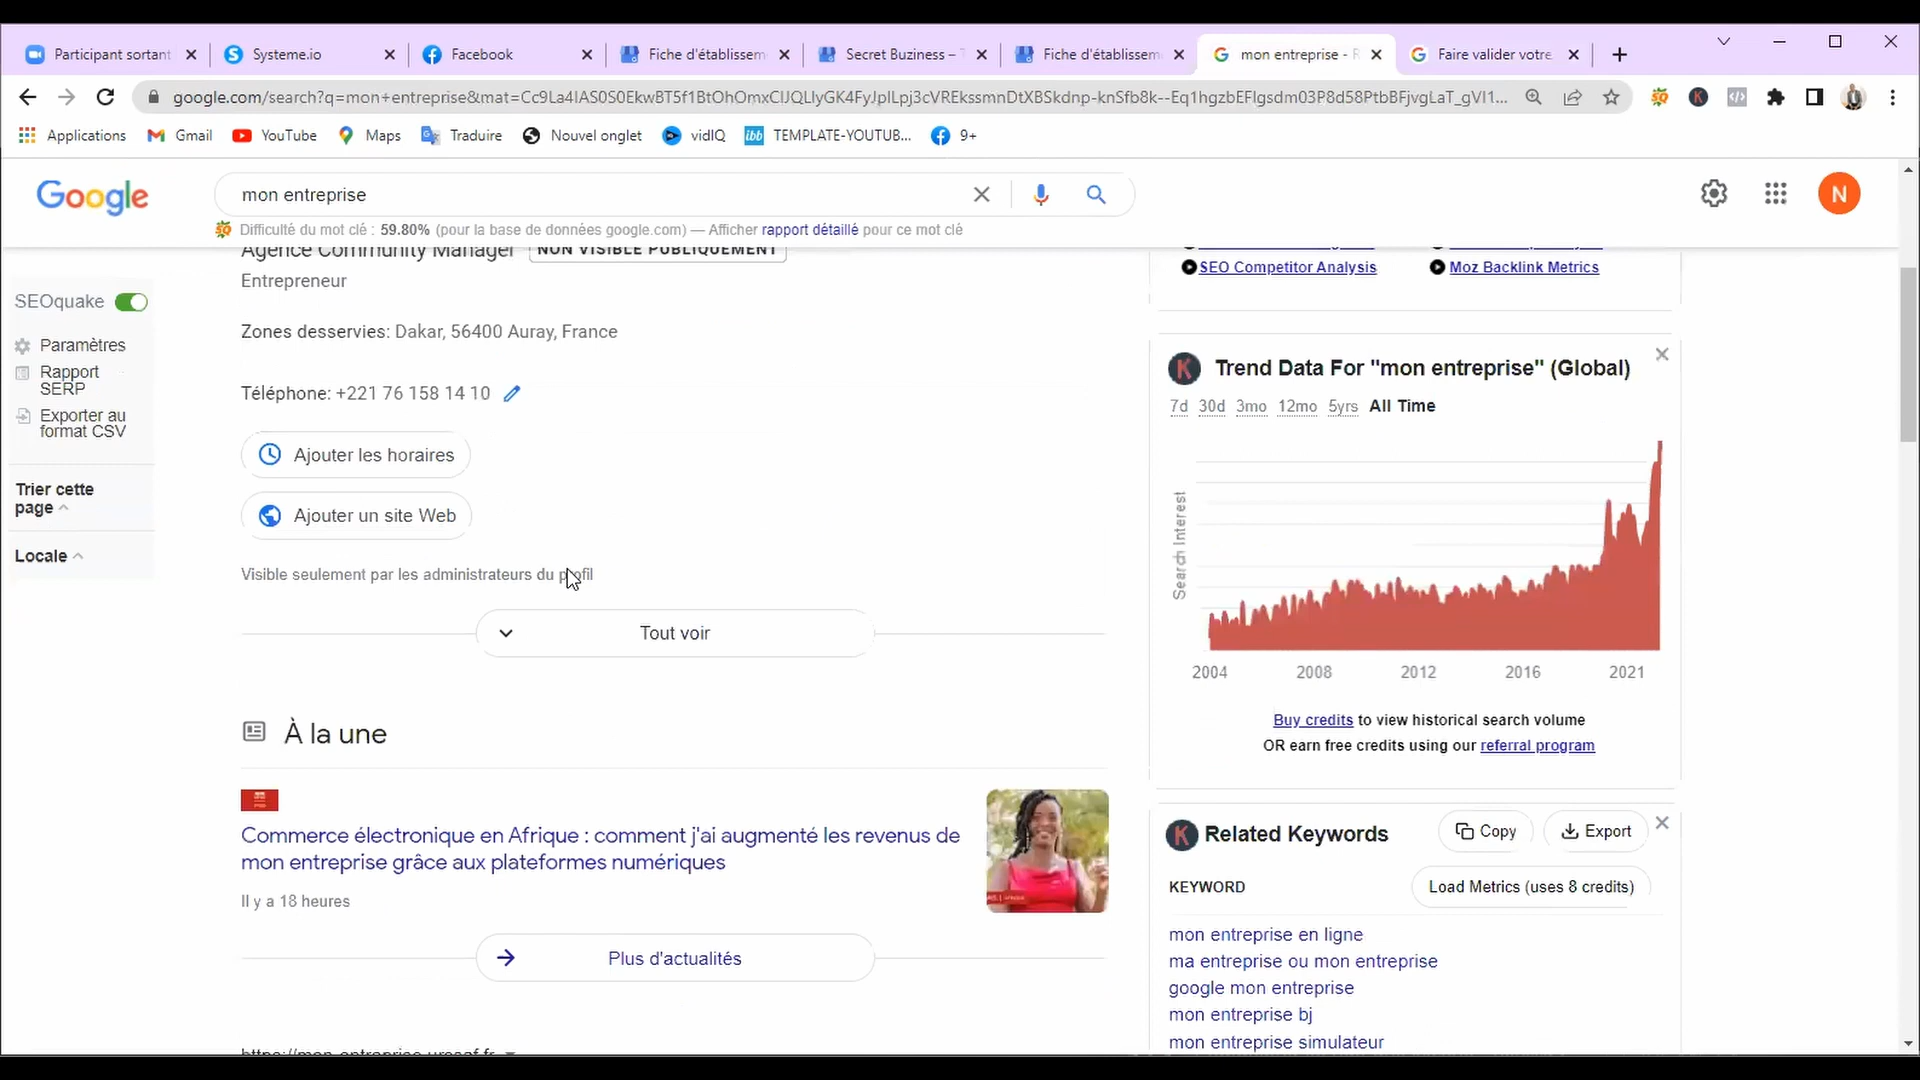 Participant sortant
Systeme.io
Facebook
Fiche d'établissem
Secret Buziness – T
Fiche d'établissem
mon entreprise - R
Faire valider votre
google.com/search?q=mon+entreprise&mat=
Applications
Gmail
YouTube
Maps
Traduire
Nouvel onglet
vidIQ
TEMPLATE-YOUTUB...
9+
Google
mon entreprise
N
Difficulté du mot clé : 59.80% (pour la base de données google.com) — Afficher rapport détaillé pour ce mot clé
Agence Community Manager
NON VISIBLE PUBLIQUEMENT
Entrepreneur
Zones desservies: Dakar, 56400 Auray, France
Téléphone: +221 76 158 14 10
Ajouter les horaires
Ajouter un site Web
Visible seulement par les administrateurs du profil
Tout voir
SEOquake
Paramètres
Rapport
SERP
Exporter au
format CSV
Trier cette
page
Locale
À la une
Commerce électronique en Afrique : comment j'ai augmenté les revenus de
mon entreprise grâce aux plateformes numériques
Il y a 18 heures
Plus d'actualités
https://mon-entreprise.urssaf.fr
SEO Competitor Analysis
Moz Backlink Metrics
K
Trend Data For "mon entreprise" (Global)
7d 30d 3mo 12mo 5yrs All Time
Search Interest
2004 2008 2012 2016 2021
Buy credits to view historical search volume
OR earn free credits using our referral program
K
Related Keywords
Copy
Export
KEYWORD
Load Metrics (uses 8 credits)
mon entreprise en ligne
ma entreprise ou mon entreprise
google mon entreprise
mon entreprise bj
mon entreprise simulateur